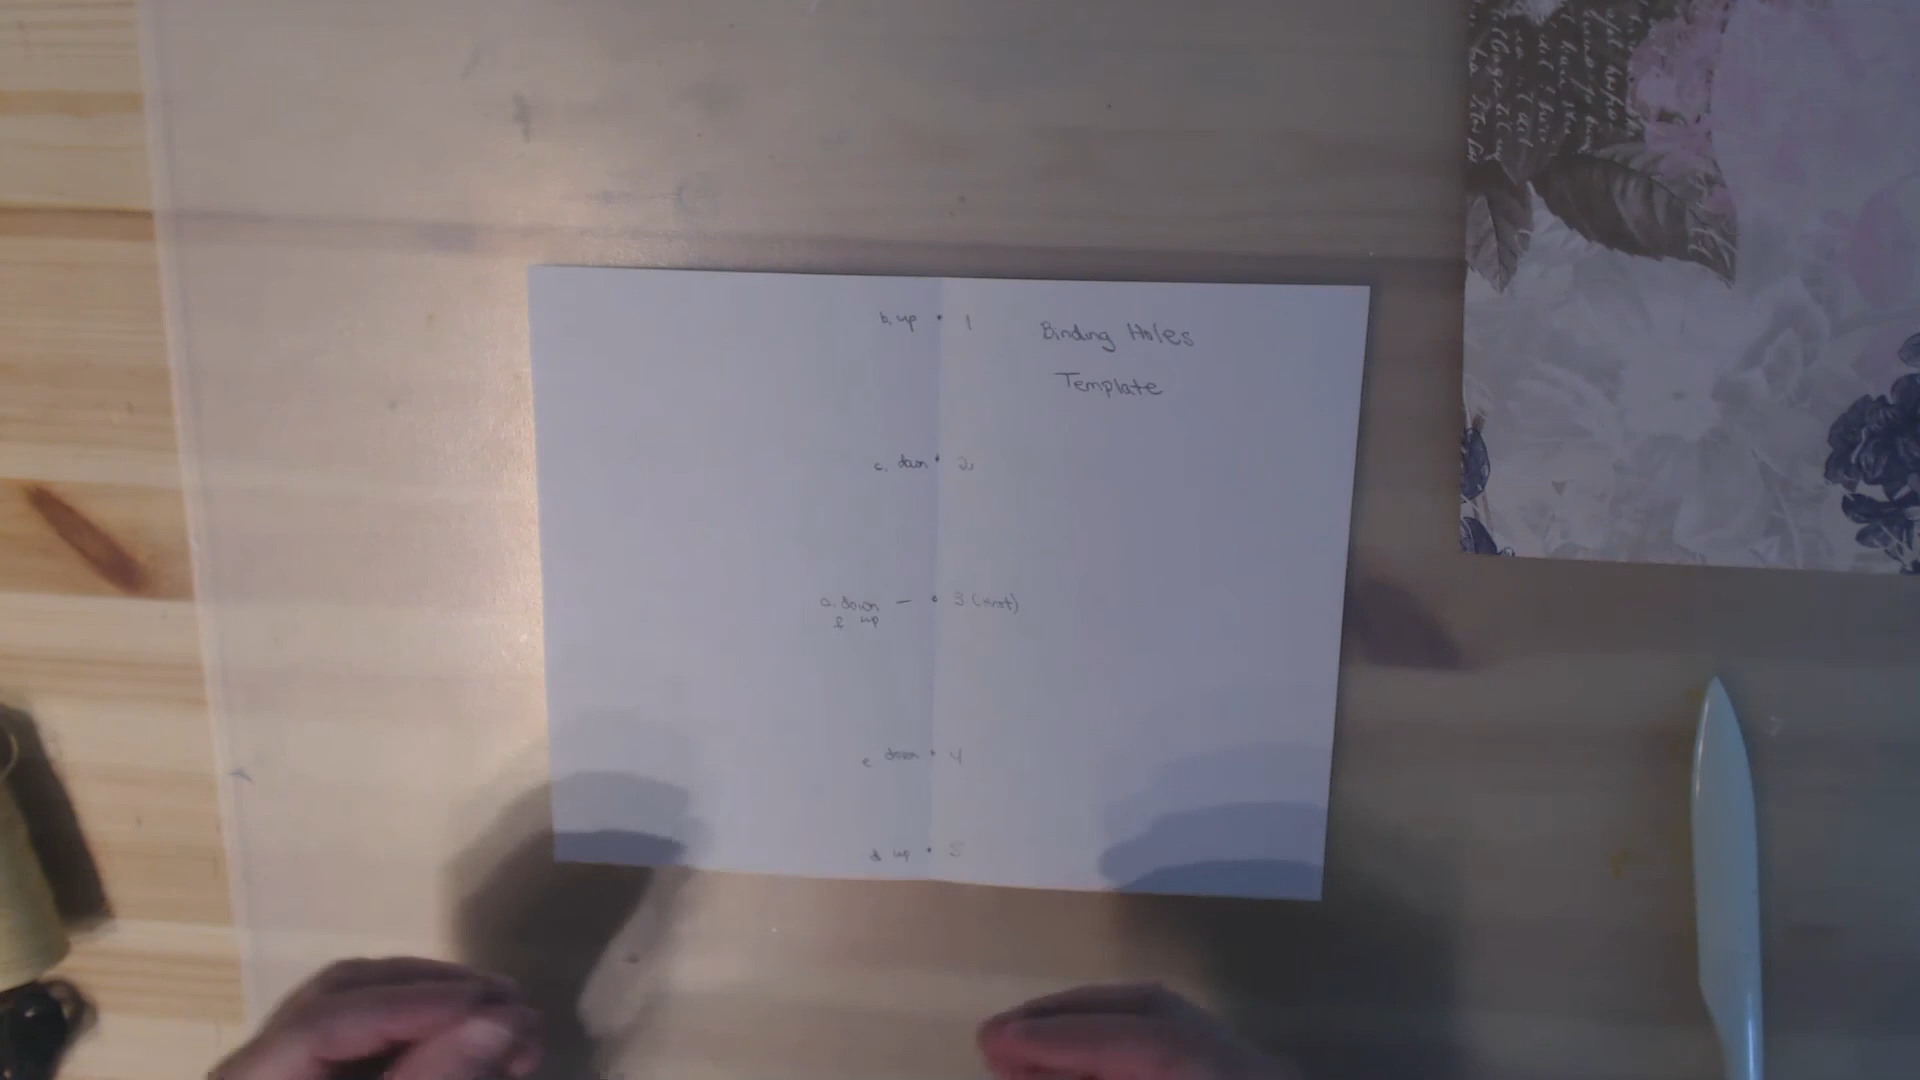 b. up • 1
Binding Holes
Template
c. down • 2
a. down — • 3 (knot)
f up
e down • 4
d up • 5